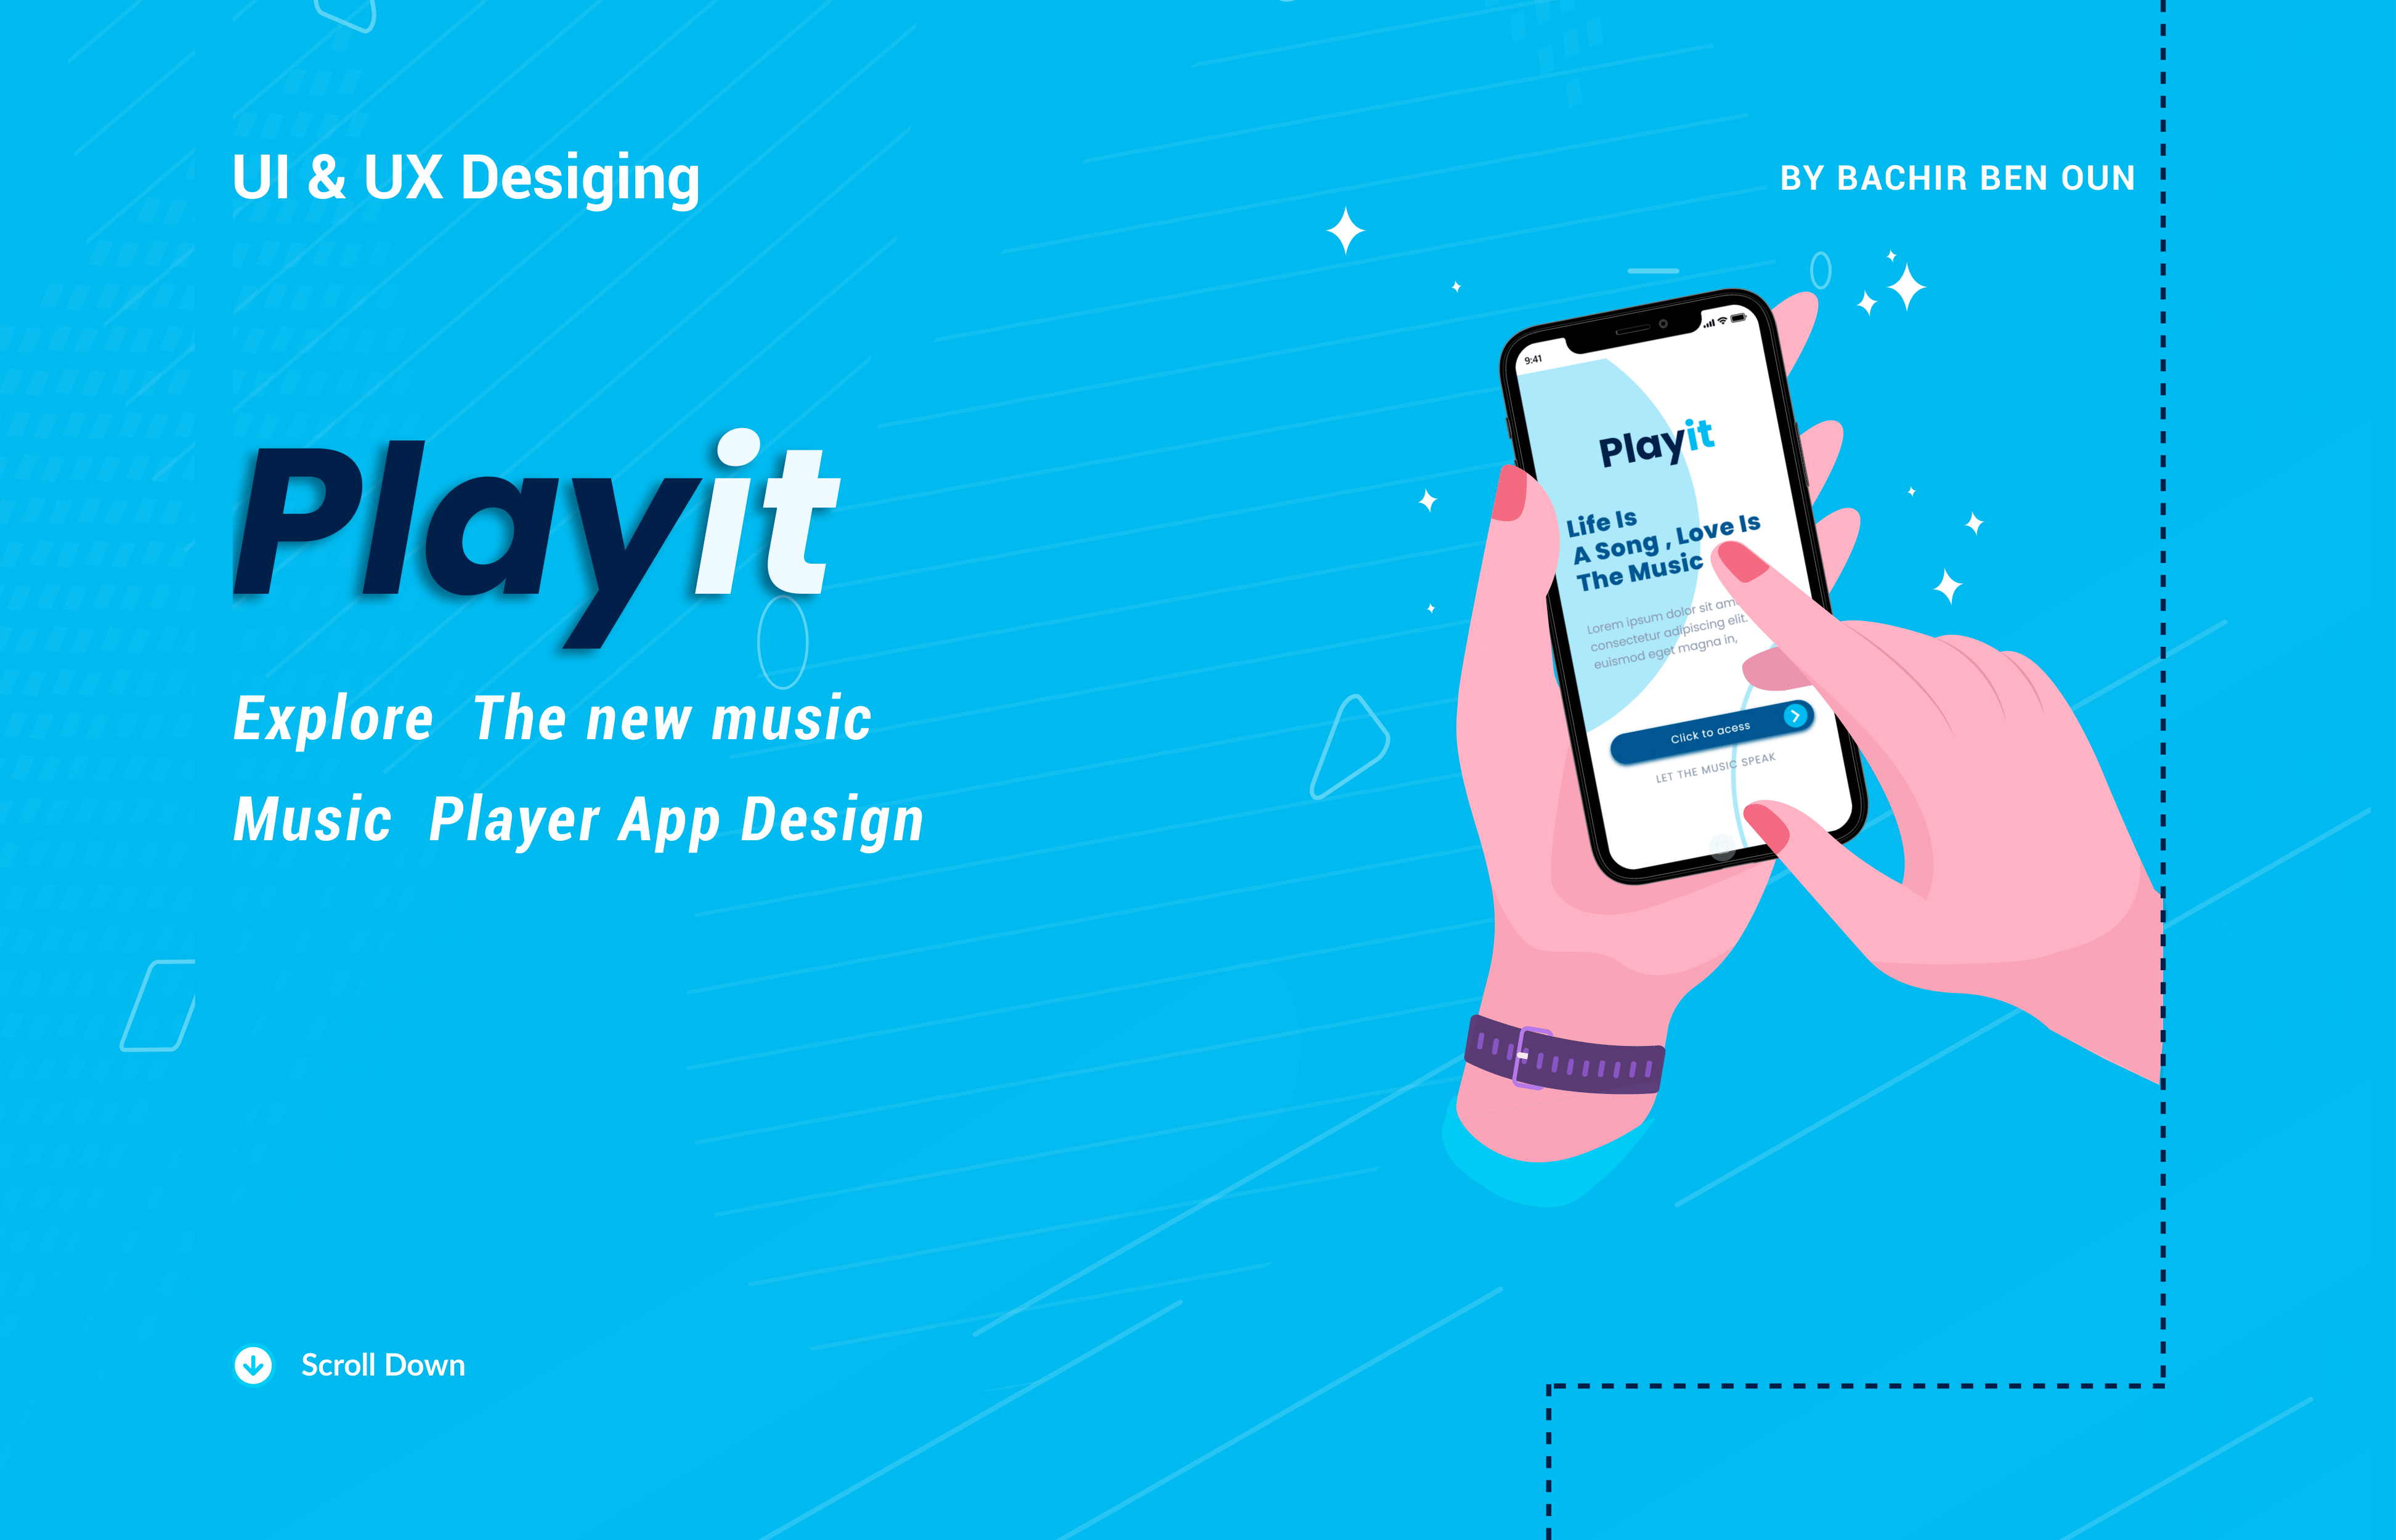 UI & UX Desiging
BY BACHIR BEN OUN
Playit
Explore The new music
Music Player App Design
9:41
Playit
Life Is
A Song , Love Is
The Music
Lorem ipsum dolor sit
consectetur adipiscing elit.
euismod eget magna in,
Click to acess
LET THE MUSIC SPEAK
Scroll Down